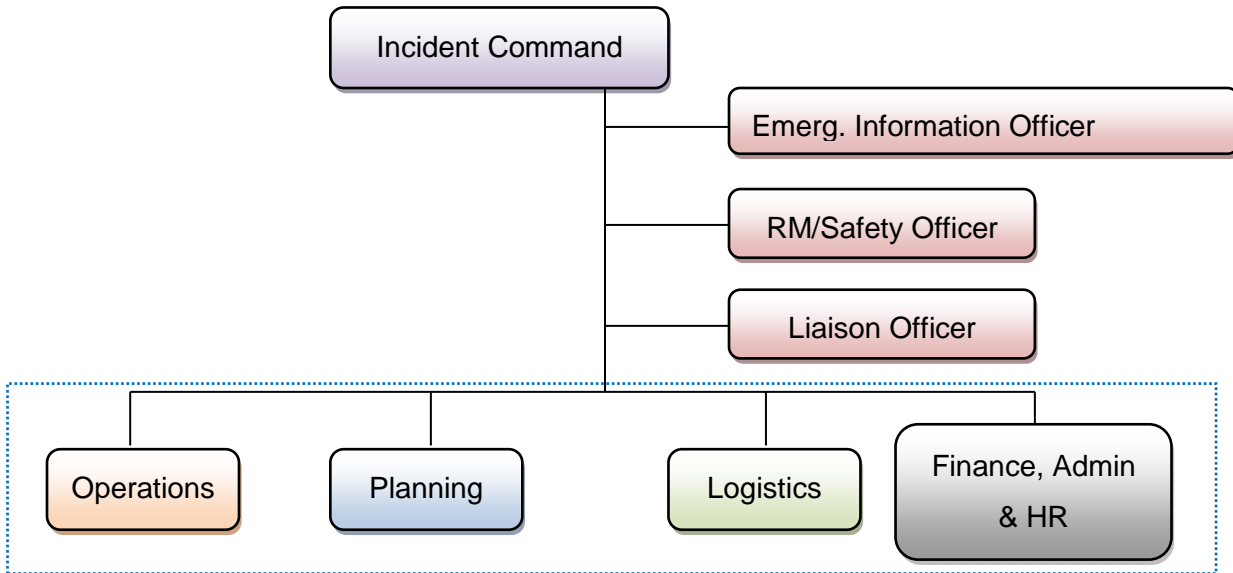 Incident Command
Emerg. Information Officer
RM/Safety Officer
Liaison Officer
Operations
Planning
Logistics
Finance, Admin
& HR